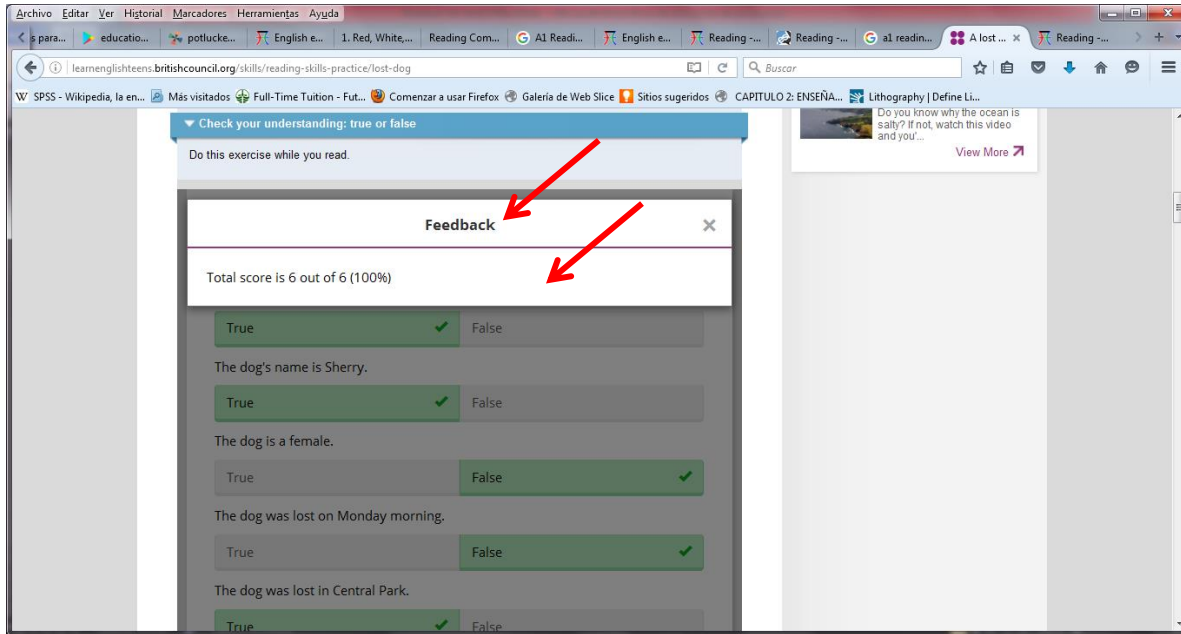 Archivo Editar Ver Historial Marcadores Herramientas Ayuda
s para... educatio... potlucke... English e... 1. Red, White,... Reading Com... A1 Readi... English e... Reading -... Reading -... a1 readin... A lost ... Reading -...
learnenglishteens.britishcouncil.org/skills/reading-skills-practice/lost-dog Buscar
SPSS - Wikipedia, la en... Más visitados Full-Time Tuition - Fut... Comenzar a usar Firefox Galería de Web Slice Sitios sugeridos CAPITULO 2: ENSEÑA... Lithography | Define Li...
Check your understanding: true or false
Do this exercise while you read.
Do you know why the ocean is
salty? If not, watch this video
and you'...
View More
Feedback
Total score is 6 out of 6 (100%)
True False
The dog's name is Sherry.
True False
The dog is a female.
True False
The dog was lost on Monday morning.
True False
The dog was lost in Central Park.
True False